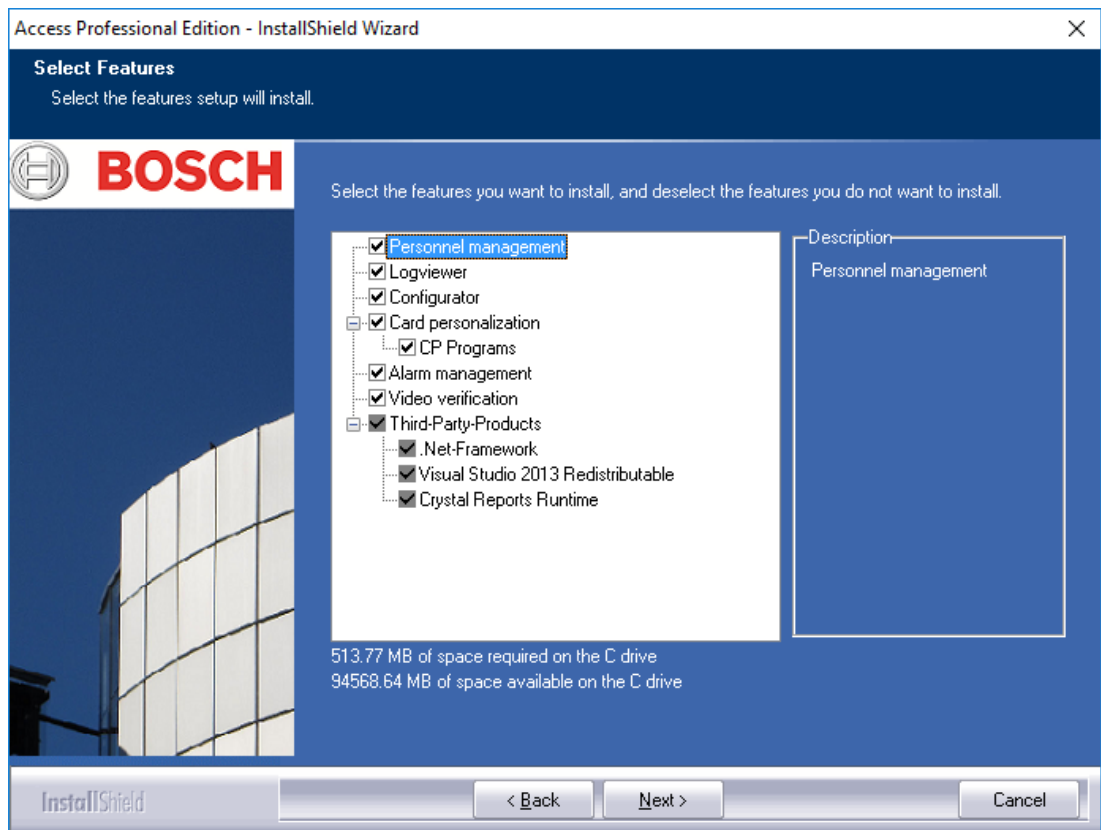 Access Professional Edition - InstallShield Wizard
Select Features
Select the features setup will install.
BOSCH
Select the features you want to install, and deselect the features you do not want to install.
Personnel management
Logviewer
Configurator
Card personalization
CP Programs
Alarm management
Video verification
Third-Party-Products
.Net-Framework
Visual Studio 2013 Redistributable
Crystal Reports Runtime
Description
Personnel management
513.77 MB of space required on the C drive
94568.64 MB of space available on the C drive
InstallShield
< Back
Next >
Cancel